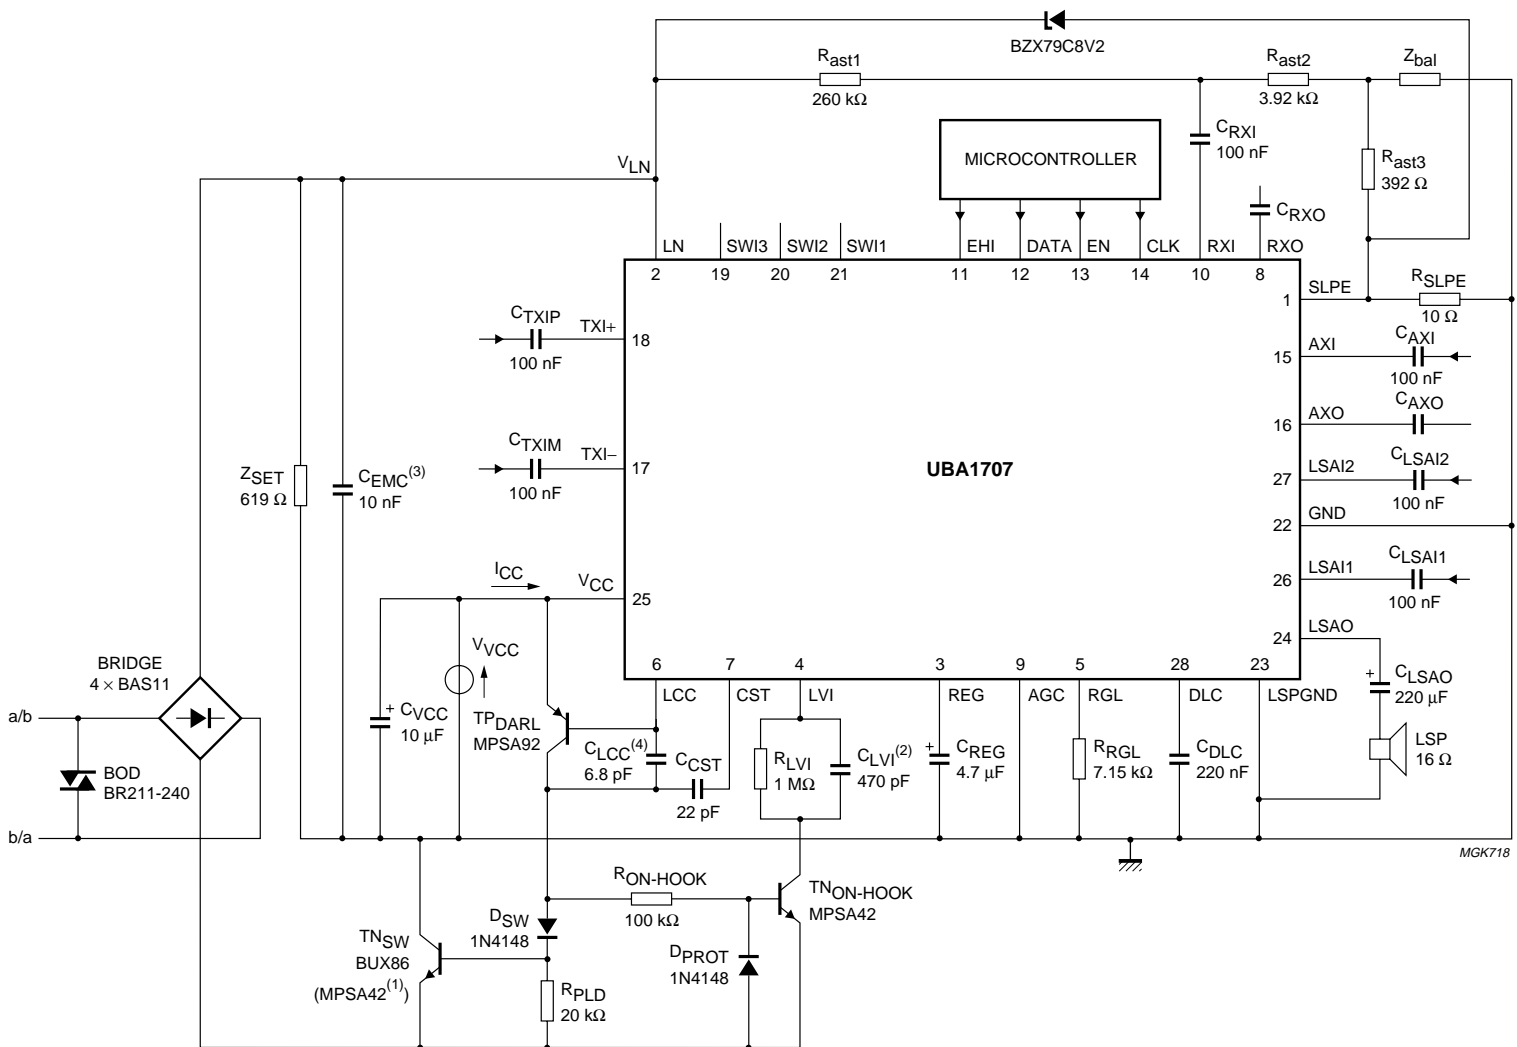 BZX79C8V2
Rast1
260 kΩ
Rast2
3.92 kΩ
Zbal
CRXI
100 nF
MICROCONTROLLER
Rast3
392 Ω
VLN
CRXO
LN
SWI3
SWI2
SWI1
EHI
DATA
EN
CLK
RXI
RXO
2
19
20
21
11
12
13
14
10
8
SLPE
1
RSLPE
10 Ω
CTXIP
100 nF
TXI+
18
AXI
15
CAXI
100 nF
AXO
16
CAXO
CTXIM
100 nF
TXI−
17
UBA1707
LSAI2
27
CLSAI2
100 nF
ZSET
619 Ω
CEMC(3)
10 nF
GND
22
LSAI1
26
CLSAI1
100 nF
ICC
VCC
25
LSAO
24
VVCC
BRIDGE
4 × BAS11
a/b
b/a
BOD
BR211-240
+
CVCC
10 μF
TPDARL
MPSA92
6
7
4
3
9
5
28
23
LCC
CST
LVI
REG
AGC
RGL
DLC
LSPGND
CLCC(4)
6.8 pF
CCST
22 pF
RLVI
1 MΩ
CLVI(2)
470 pF
+
CREG
4.7 μF
RRGL
7.15 kΩ
CDLC
220 nF
+
CLSAO
220 μF
LSP
16 Ω
MGK718
RON-HOOK
100 kΩ
TNON-HOOK
MPSA42
DSW
1N4148
TNSW
BUX86
(MPSA42(1))
DPROT
1N4148
RPLD
20 kΩ